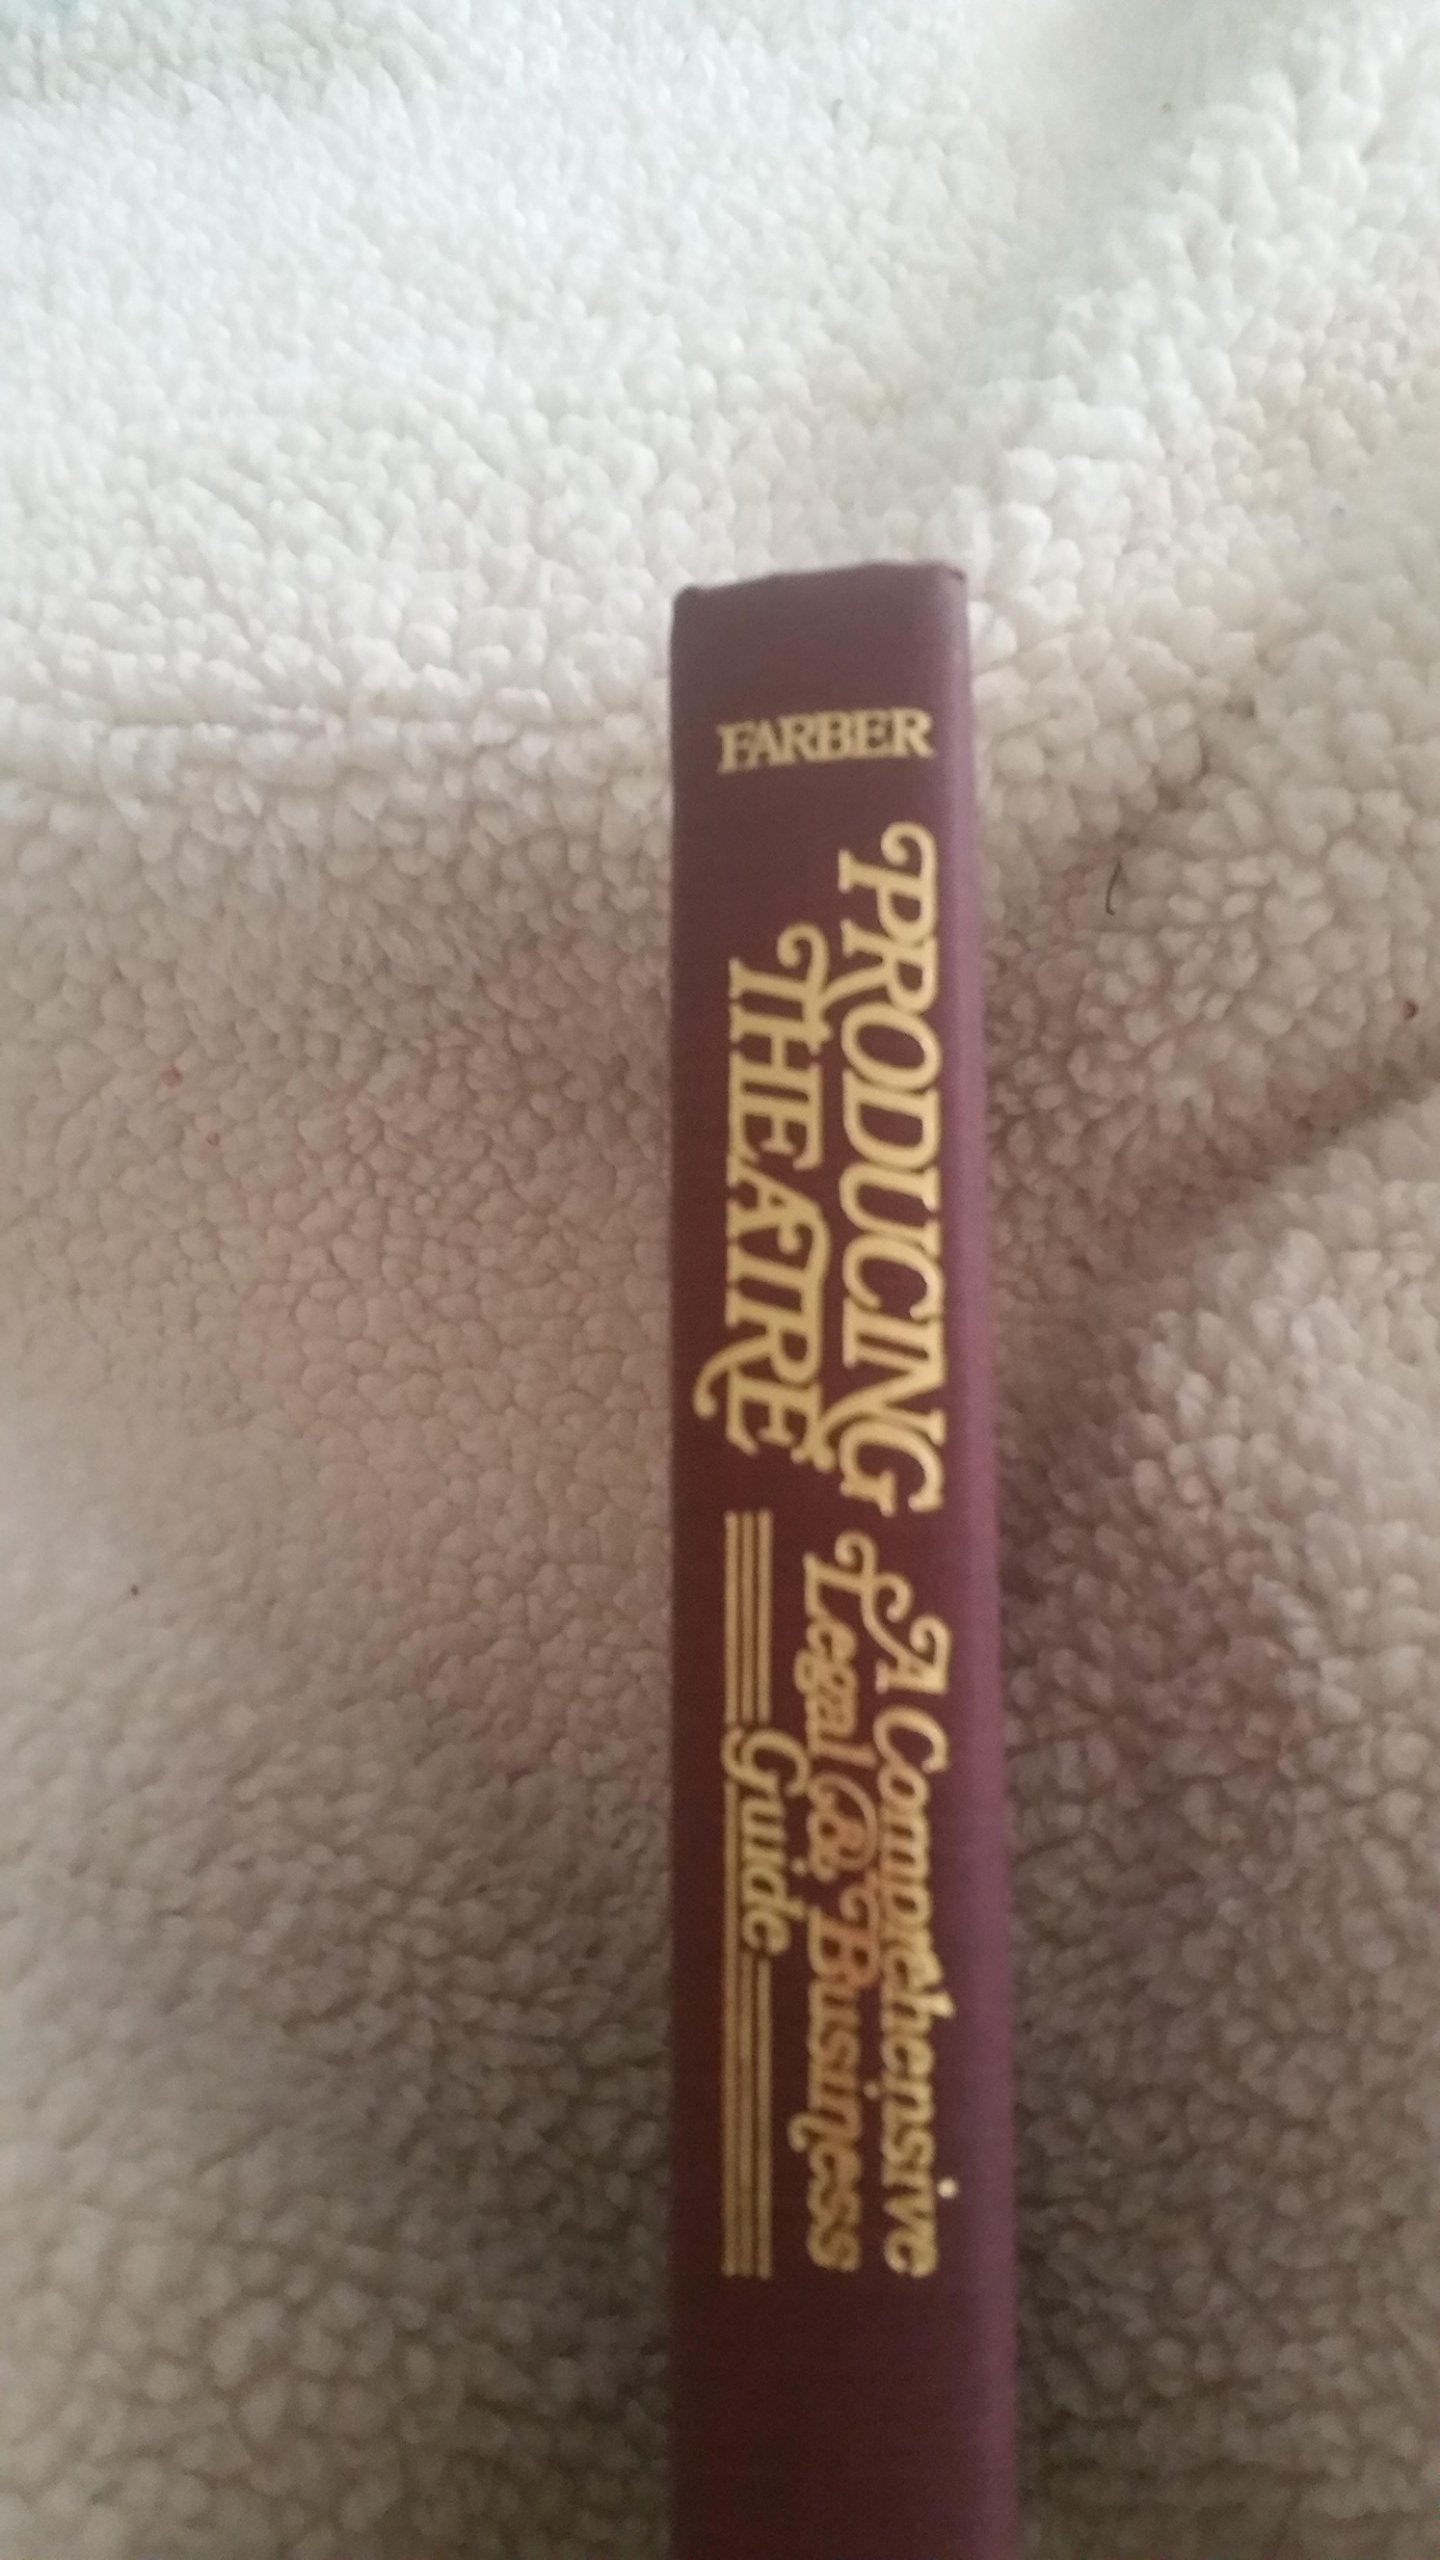 FARBER
PRODUCING
THEATRE
A Comprehensive
Legal & Business
Guide